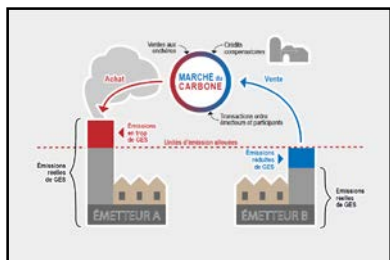 Ventes aux
enchères
Crédits
compensatoires
Achat
MARCHÉ du
CARBONE
Vente
Transactions entre
émetteurs et participants
Émissions
en trop
de GES
Unités d'émission allouées
Émissions
réelles
de GES
Émissions
réduites
de GES
Émissions
réelles
de GES
ÉMETTEUR A
ÉMETTEUR B